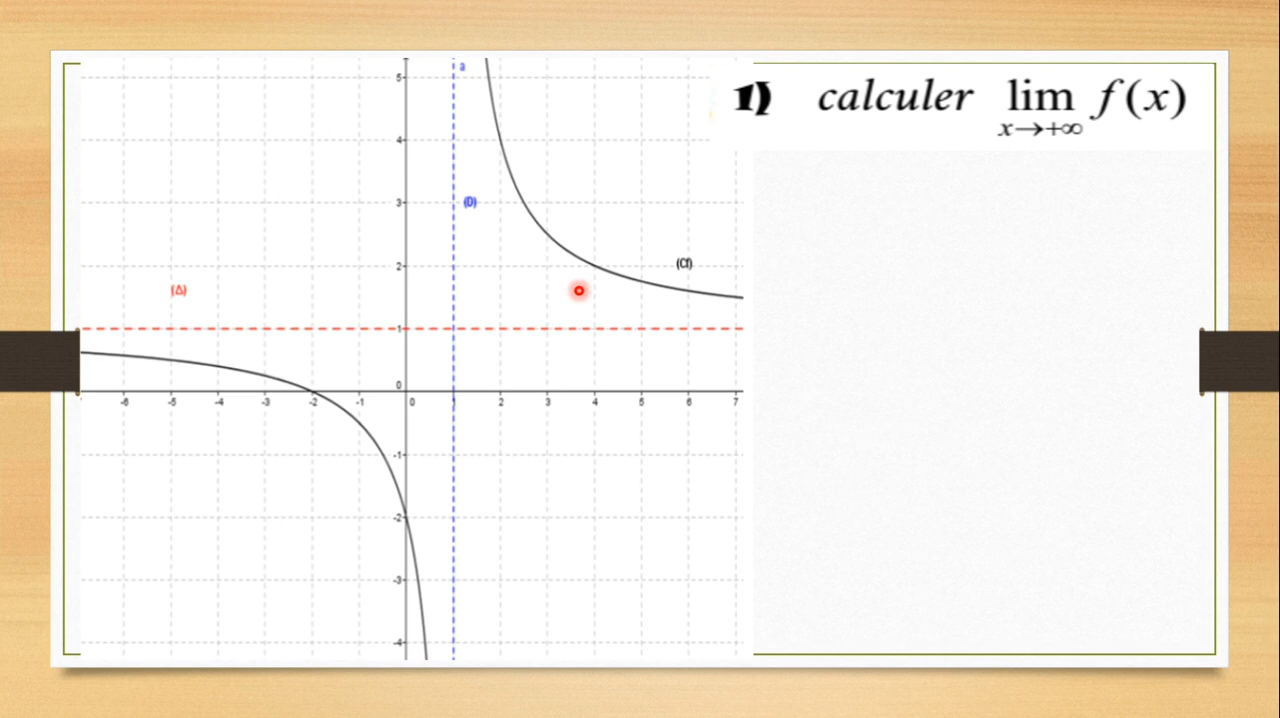 1) calculer lim f(x)
x→+∞
a
5
4
3
(D)
2
(Cf)
(Δ)
1
0
-6 -5 -4 -3 -2 -1 0 1 2 3 4 5 6 7
-1
-2
-3
-4